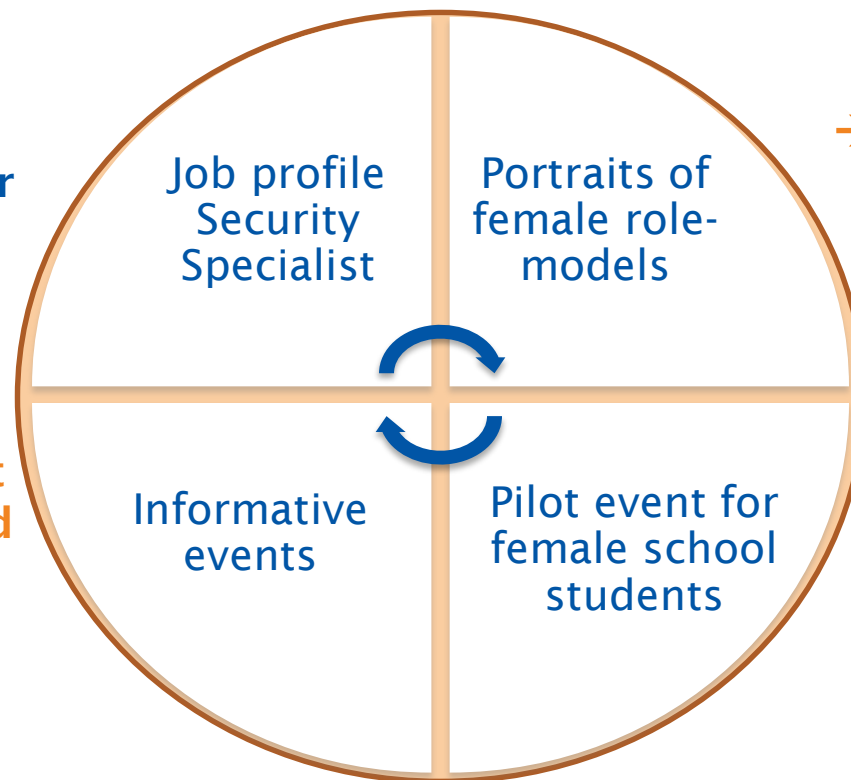 Job profile
Security
Specialist
Portraits of
female role-
models
→
r
Informative
events
Pilot event for
female school
students
t
d